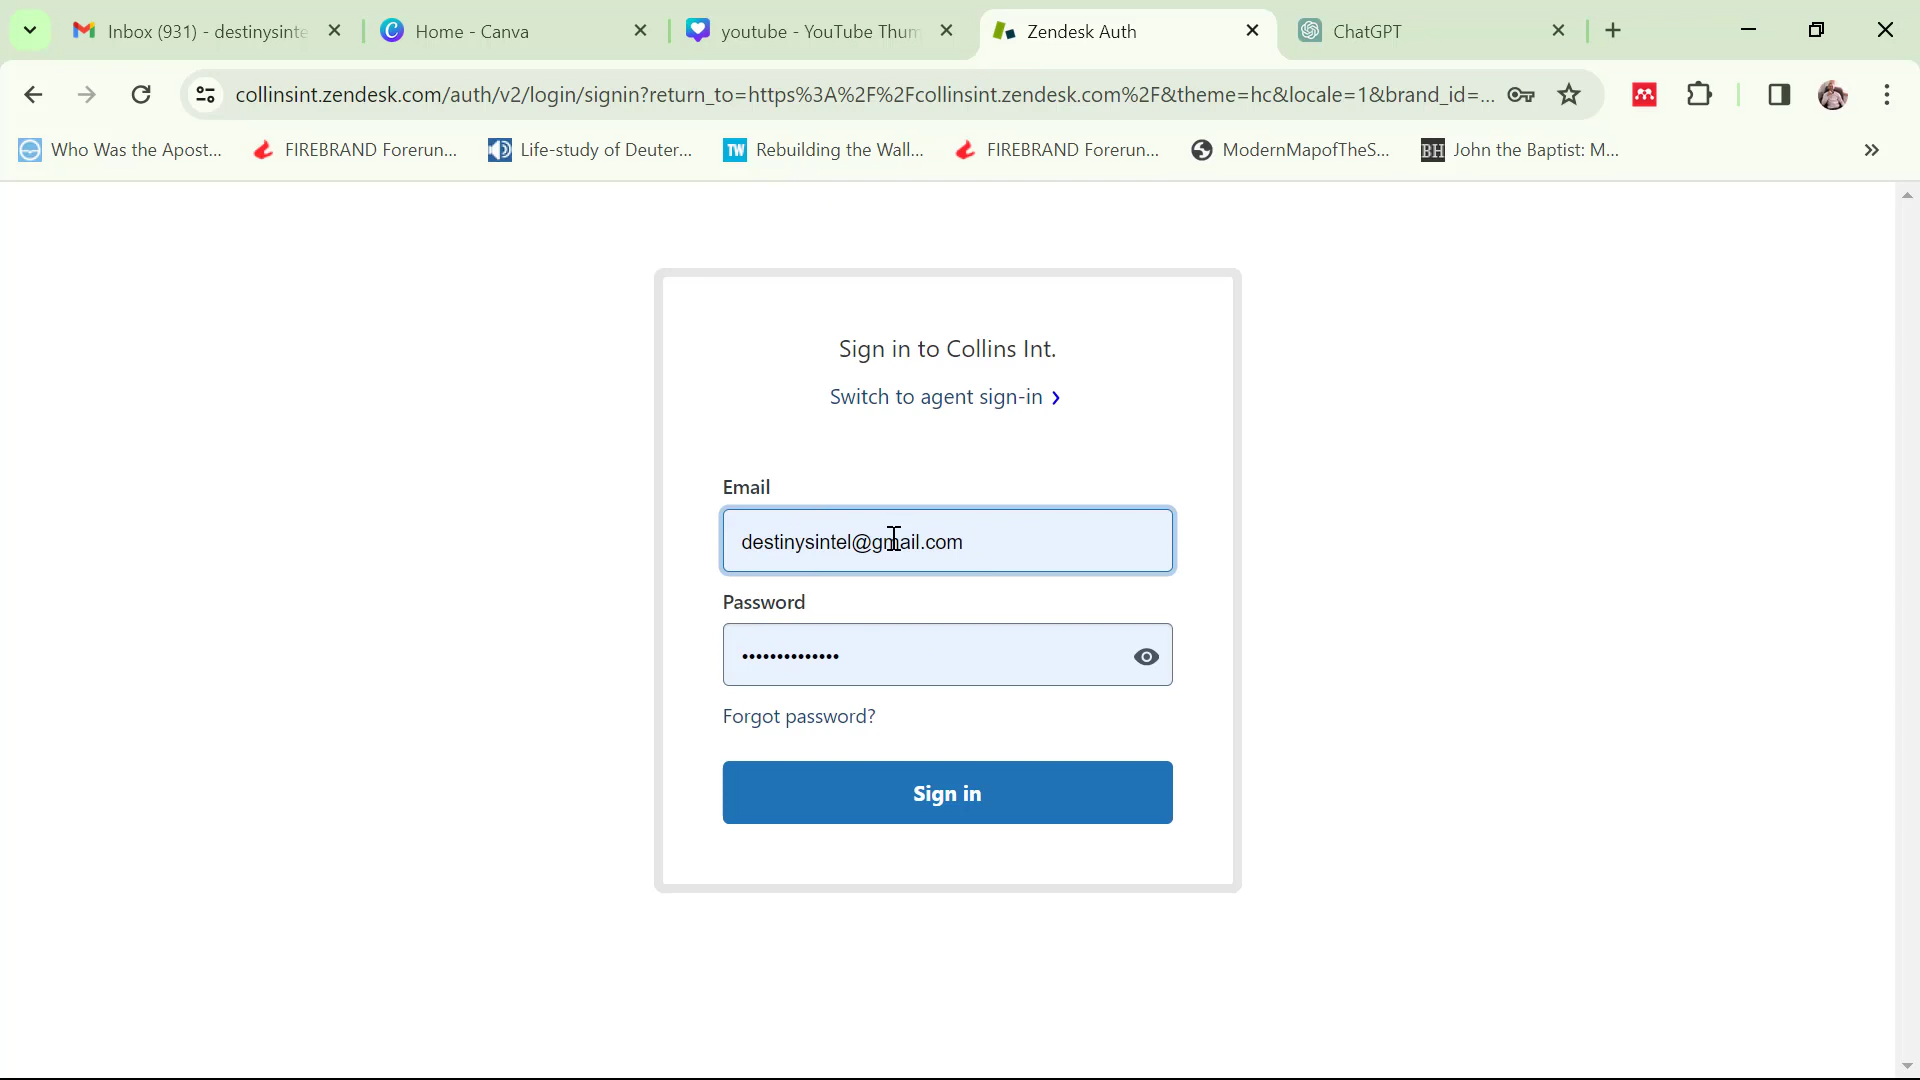 Inbox (931) - destinysinte
Home - Canva
youtube - YouTube Thum
Zendesk Auth
ChatGPT
collinsint.zendesk.com/auth/v2/login/signin?return_to=https%3A%2F%2Fcollinsint.zendesk.com%2F&theme=hc&locale=1&brand_id=...
Who Was the Apost...
FIREBRAND Forerun...
Life-study of Deuter...
TW Rebuilding the Wall...
FIREBRAND Forerun...
ModernMapofTheS...
BH John the Baptist: M...
Sign in to Collins Int.
Switch to agent sign-in
Email
destinysintel@gmail.com
Password
Forgot password?
Sign in